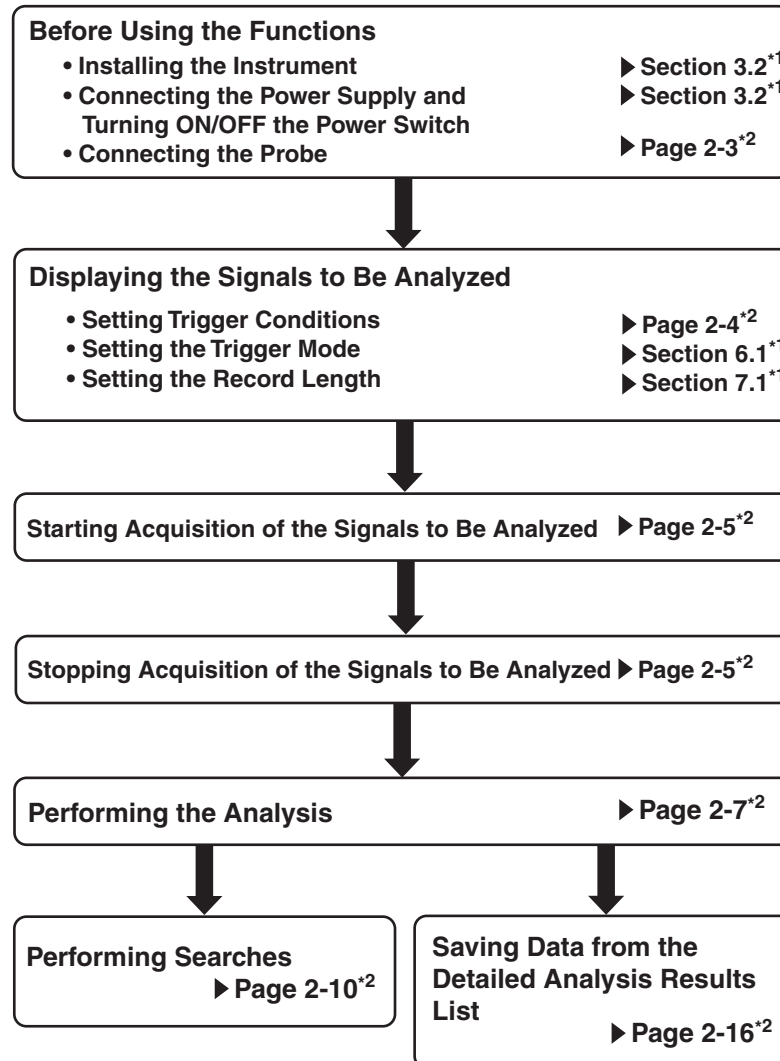 Before Using the Functions
• Installing the Instrument ▶ Section 3.2*1
• Connecting the Power Supply and ▶ Section 3.2*1
Turning ON/OFF the Power Switch
• Connecting the Probe ▶ Page 2-3*2
Displaying the Signals to Be Analyzed
• Setting Trigger Conditions ▶ Page 2-4*2
• Setting the Trigger Mode ▶ Section 6.1*1
• Setting the Record Length ▶ Section 7.1*1
Starting Acquisition of the Signals to Be Analyzed ▶ Page 2-5*2
Stopping Acquisition of the Signals to Be Analyzed ▶ Page 2-5*2
Performing the Analysis ▶ Page 2-7*2
Performing Searches
▶ Page 2-10*2
Saving Data from the
Detailed Analysis Results
List
▶ Page 2-16*2